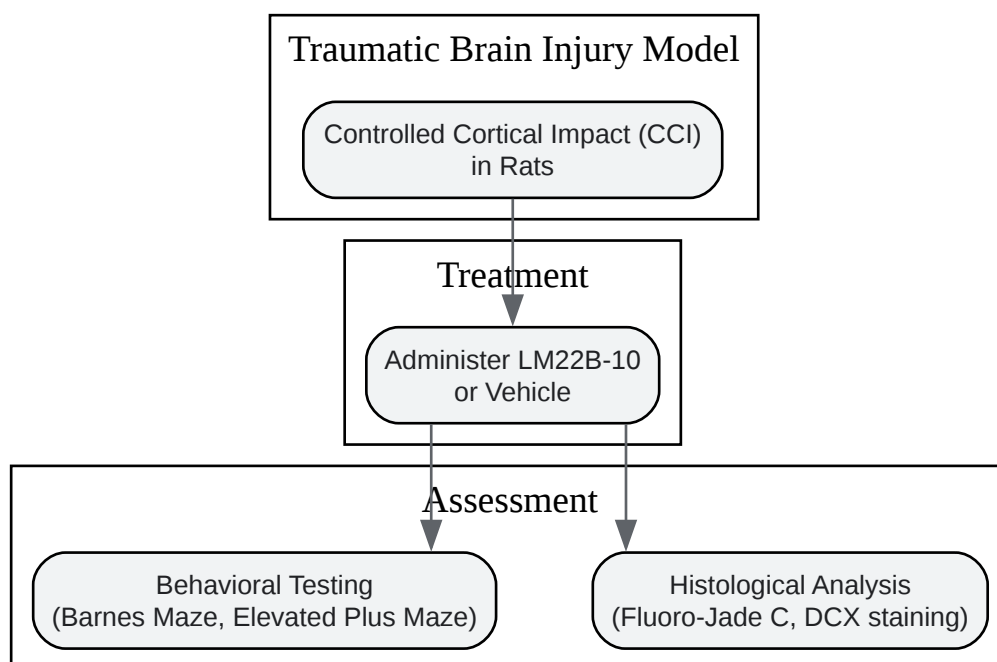 Traumatic Brain Injury Model
Controlled Cortical Impact (CCI)
in Rats
Treatment
Administer LM22B-10
or Vehicle
Assessment
Behavioral Testing
(Barnes Maze, Elevated Plus Maze)
Histological Analysis
(Fluoro-Jade C, DCX staining)